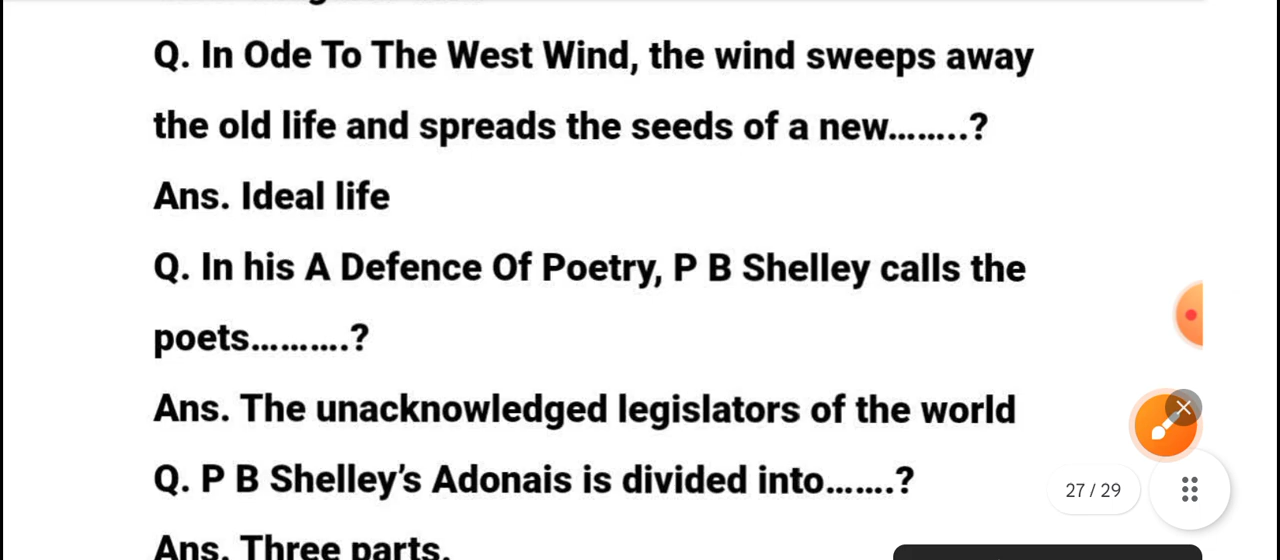 Q. In Ode To The West Wind, the wind sweeps away
the old life and spreads the seeds of a new........?
Ans. Ideal life
Q. In his A Defence Of Poetry, P B Shelley calls the
poets..........?
Ans. The unacknowledged legislators of the world
Q. P B Shelley's Adonais is divided into.......?
27 / 29
Ans. Three parts.